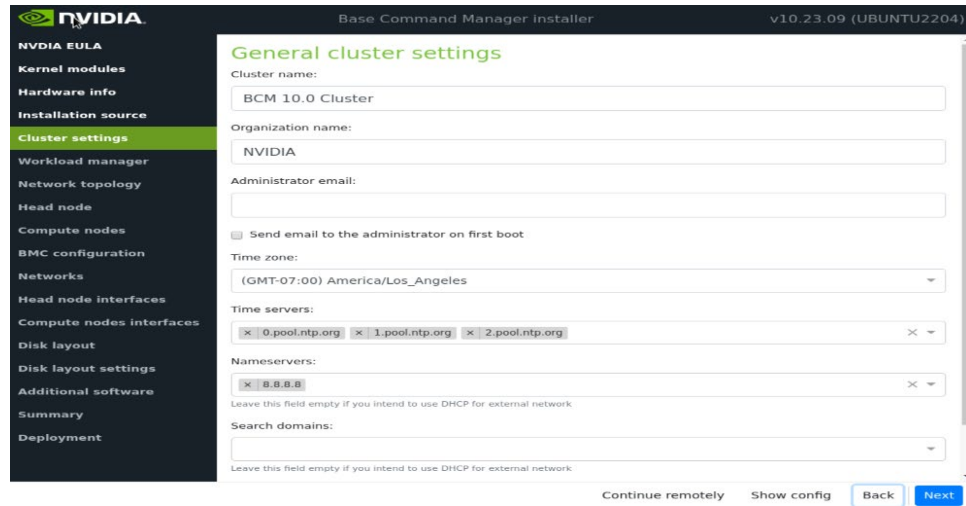 NVIDIA. Base Command Manager installer v10.23.09 (UBUNTU2204)
NVDIA EULA
Kernel modules
Hardware info
Installation source
Cluster settings
Workload manager
Network topology
Head node
Compute nodes
BMC configuration
Networks
Head node interfaces
Compute nodes interfaces
Disk layout
Disk layout settings
Additional software
Summary
Deployment
General cluster settings
Cluster name:
BCM 10.0 Cluster
Organization name:
NVIDIA
Administrator email:
Send email to the administrator on first boot
Time zone:
(GMT-07:00) America/Los_Angeles
Time servers:
× 0.pool.ntp.org × 1.pool.ntp.org × 2.pool.ntp.org
Nameservers:
× 8.8.8.8
Leave this field empty if you intend to use DHCP for external network
Search domains:
Leave this field empty if you intend to use DHCP for external network
Continue remotely Show config Back Next